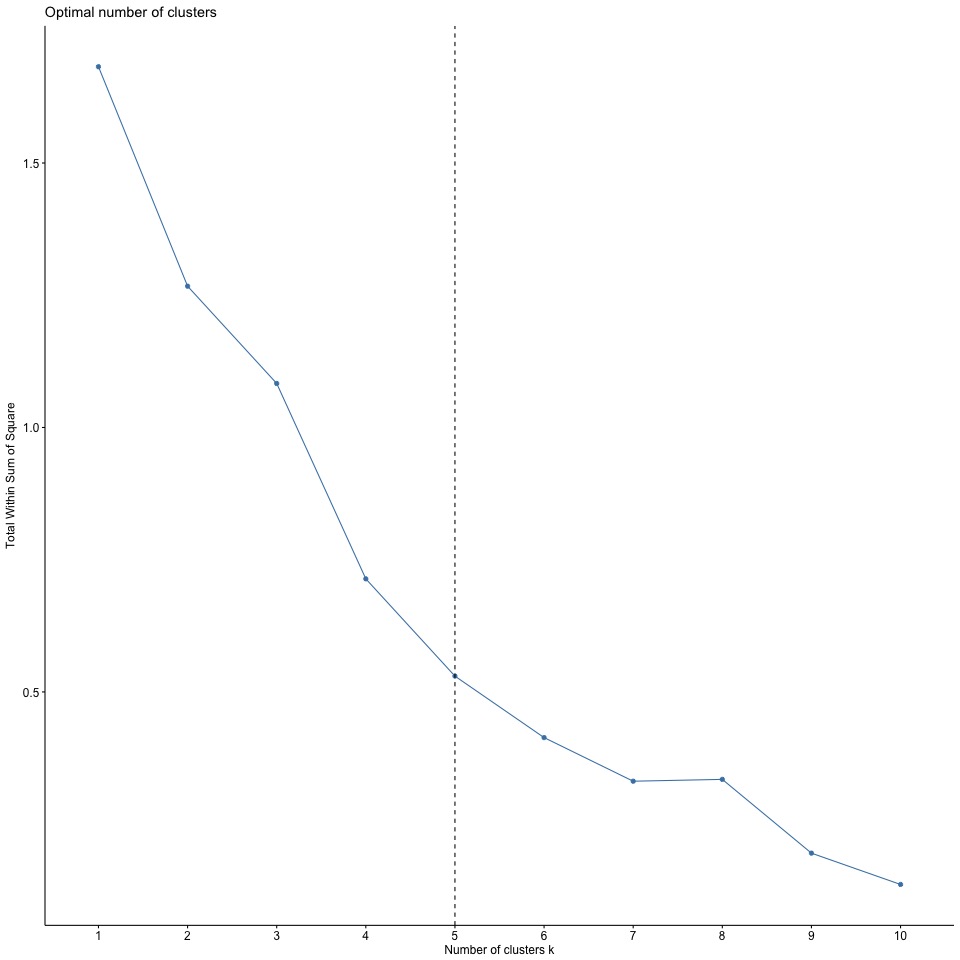 Optimal number of clusters
Total Within Sum of Square
1.5
1.0
0.5
1 2 3 4 5 6 7 8 9 10
Number of clusters k